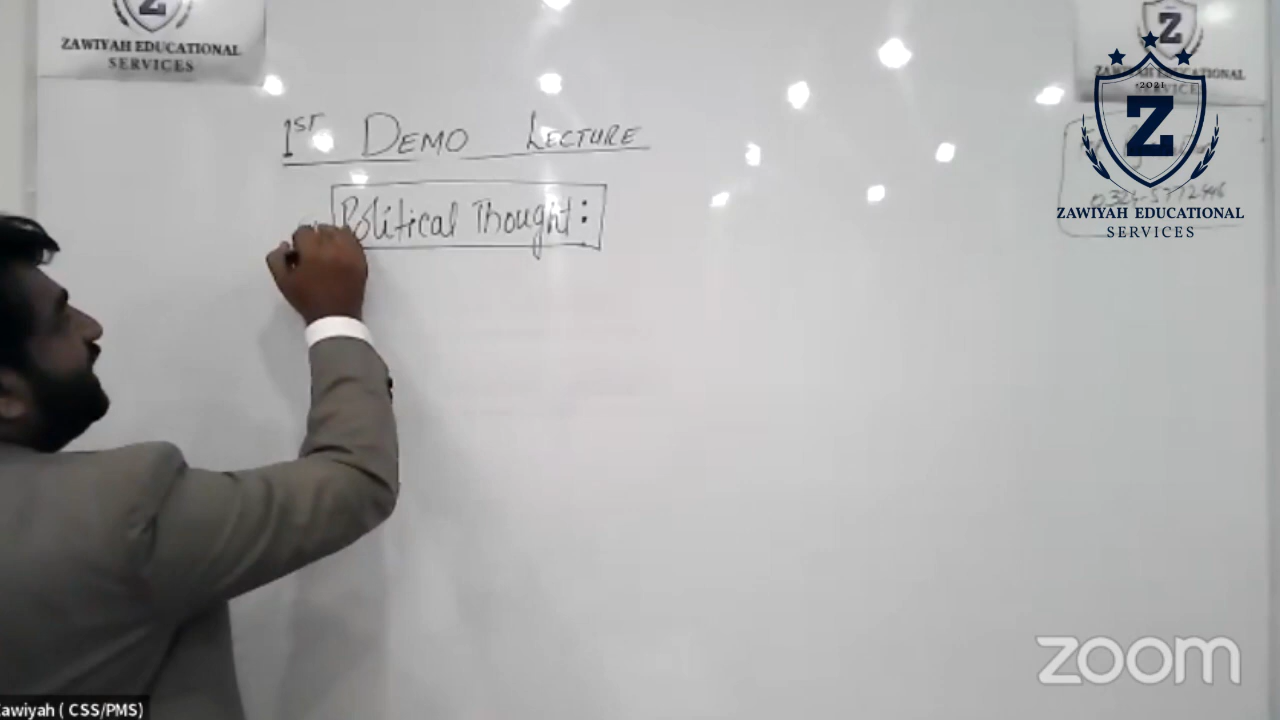 Z
ZAWIYAH EDUCATIONAL
SERVICES
1ST DEMO LECTURE
Political Thought:
Z
2021
Z
ZAWIYAH EDUCATIONAL
SERVICES
zoom
Zawiyah ( CSS/PMS)